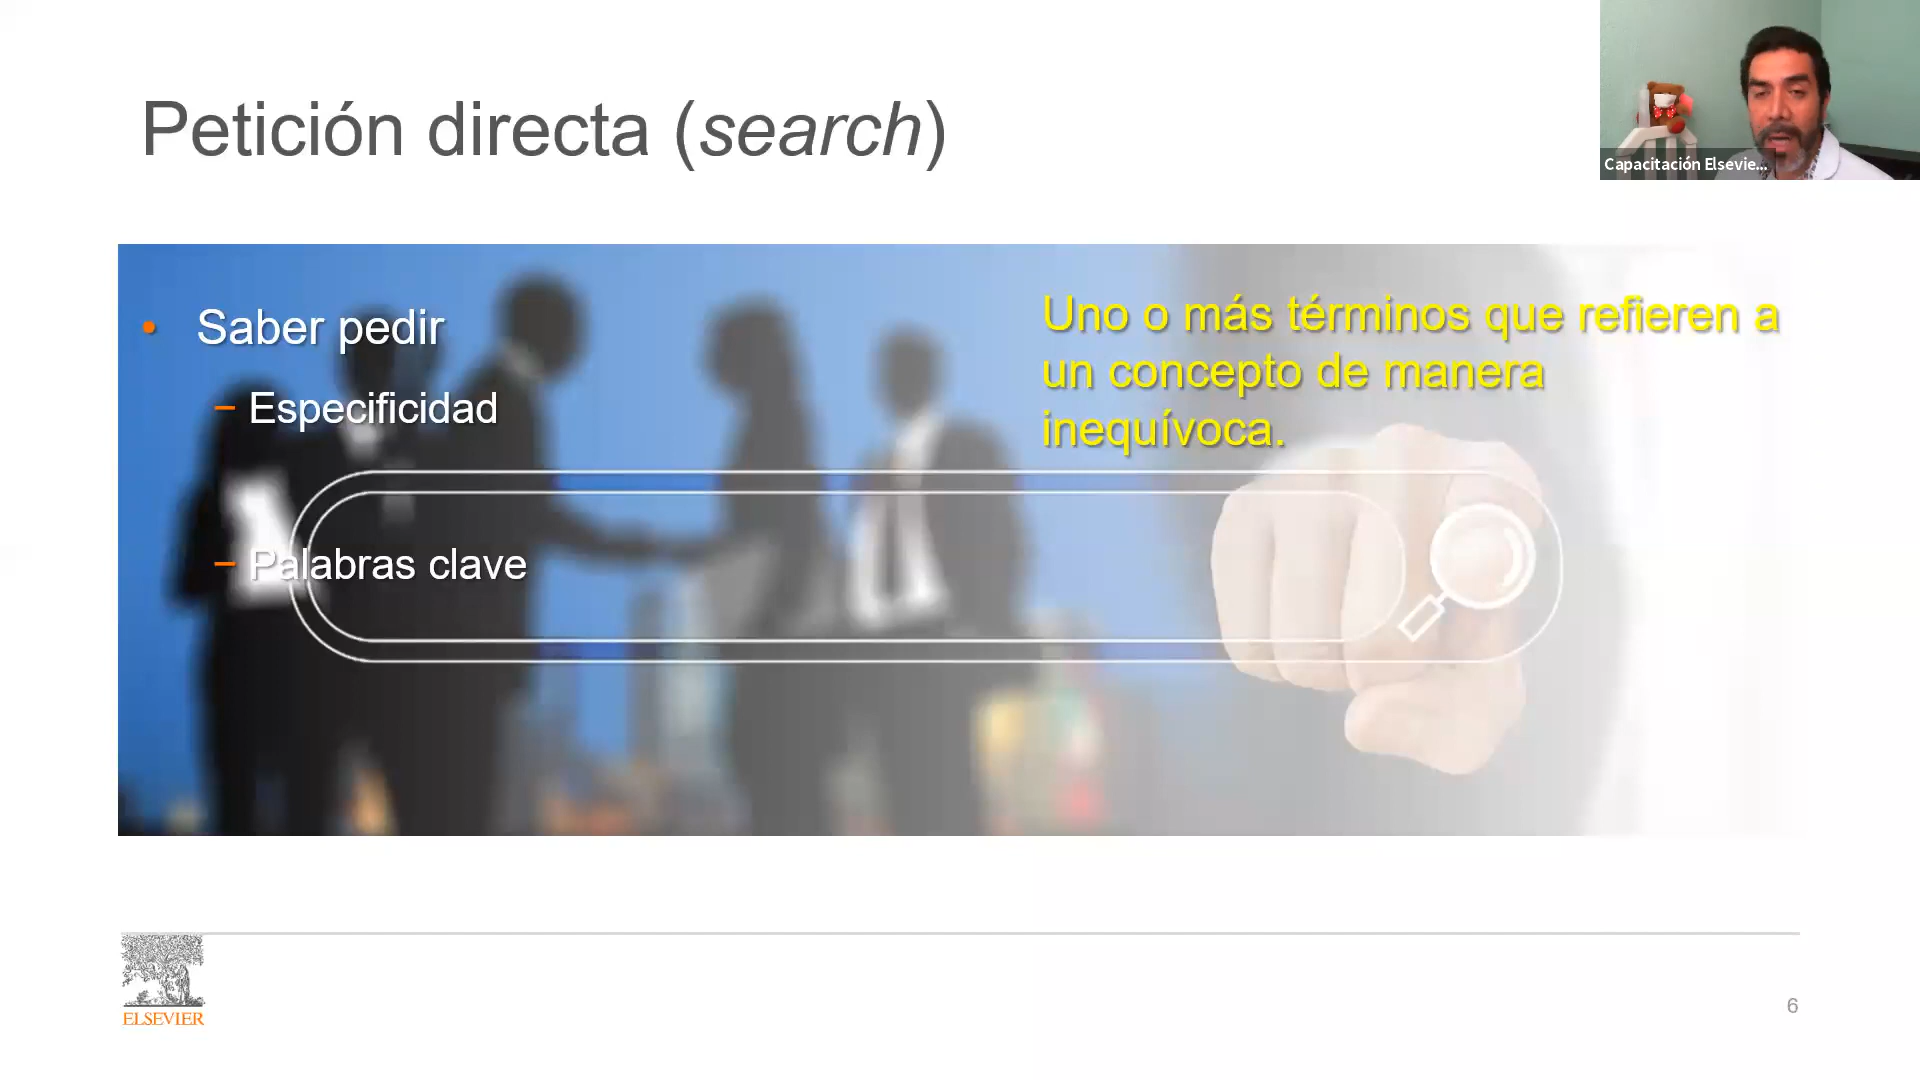 Petición directa (search)
Capacitación Elsevie...
• Saber pedir
– Especificidad
– Palabras clave
Uno o más términos que refieren a
un concepto de manera
inequívoca.
ELSEVIER
6